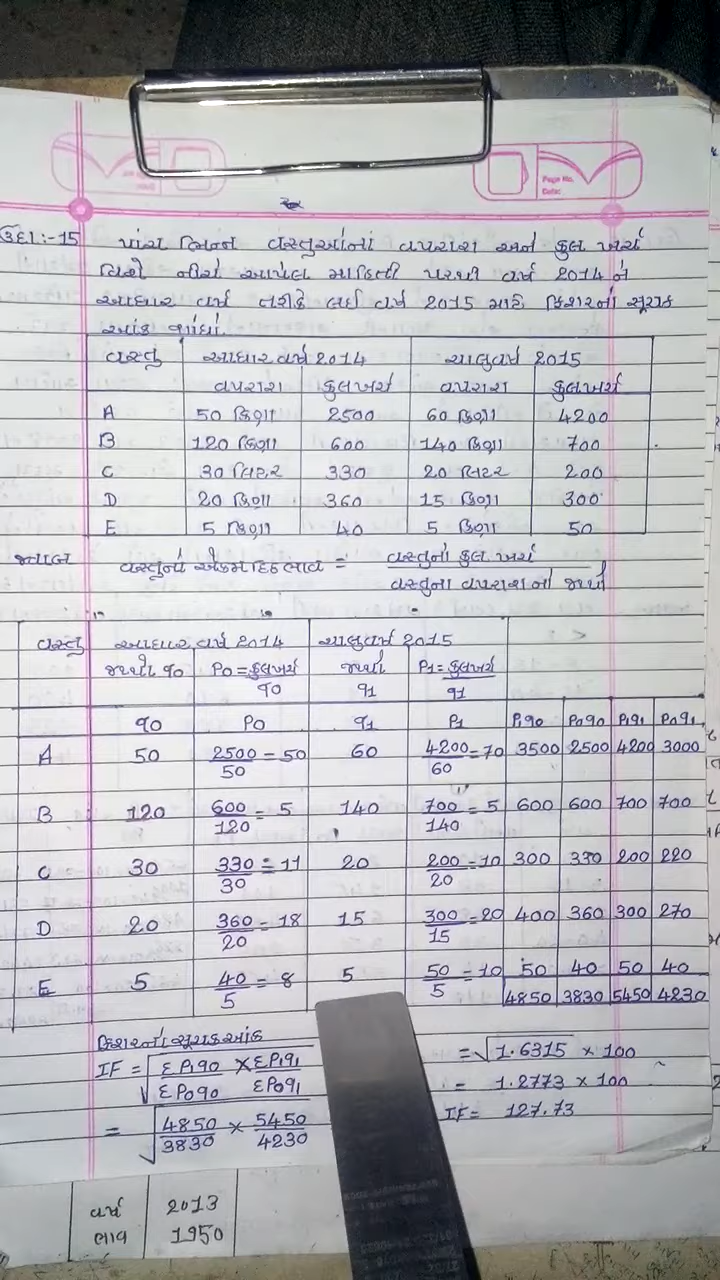 ઉદા:-15 પાંચ ભિન્ન વસ્તુઓનાં વપરાશ અને કુલ ખર્ચ
વિશે નીચે આપેલ માહિતી પરથી વર્ષ 2014 ને
આધાર વર્ષ તરીકે લઈ વર્ષ 2015 માટે ફિશરનો સૂચક
આંક શોધો.
વસ્તુ આધાર વર્ષ 2014 ચાલુવર્ષ 2015
વપરાશ કુલખર્ચ વપરાશ કુલખર્ચ
A 50 કિગ્રા 2500 60 કિગ્રા 4200
B 120 કિગ્રા 600 140 કિગ્રા 700
C 30 લિટર 330 20 લિટર 200
D 20 કિગ્રા 360 15 કિગ્રા 300
E 5 કિગ્રા 40 5 કિગ્રા 50
જવાબ વસ્તુનો એકમ દિઠ ભાવ = વસ્તુનો કુલ ખર્ચ
વસ્તુના વપરાશ નો જથ્થો
વસ્તુ આધાર વર્ષ 2014 ચાલુવર્ષ 2015
જથ્થો q0 P0 = કુલખર્ચ/q0 જથ્થો q1 P1 = કુલખર્ચ/q1
q0 P0 q1 P1 P1q0 P0q0 P1q1 P0q1
A 50 2500/50 = 50 60 4200/60 = 70 3500 2500 4200 3000
B 120 600/120 = 5 140 700/140 = 5 600 600 700 700
C 30 330/30 = 11 20 200/20 = 10 300 330 200 220
D 20 360/20 = 18 15 300/15 = 20 400 360 300 270
E 5 40/5 = 8 5 50/5 = 10 50 40 50 40
4850 3830 5450 4230
ફિશરનો સૂચકઆંક
IF = √(ΣP1q0/ΣP0q0 × ΣP1q1/ΣP0q1)
= √(4850/3830 × 5450/4230)
= √1.6315 × 100
= 1.2773 × 100
IF = 127.73
વર્ષ 2013
ભાવ 1950
Page No.
Date: